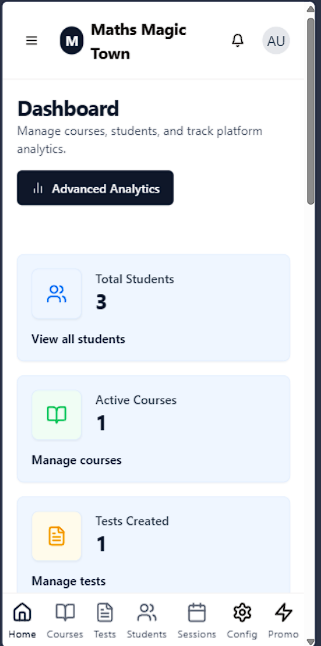 M
Maths Magic
Town
AU
Dashboard
Manage courses, students, and track platform
analytics.
Advanced Analytics
Total Students
3
View all students
Active Courses
1
Manage courses
Tests Created
1
Manage tests
Home Courses Tests Students Sessions Config Promo